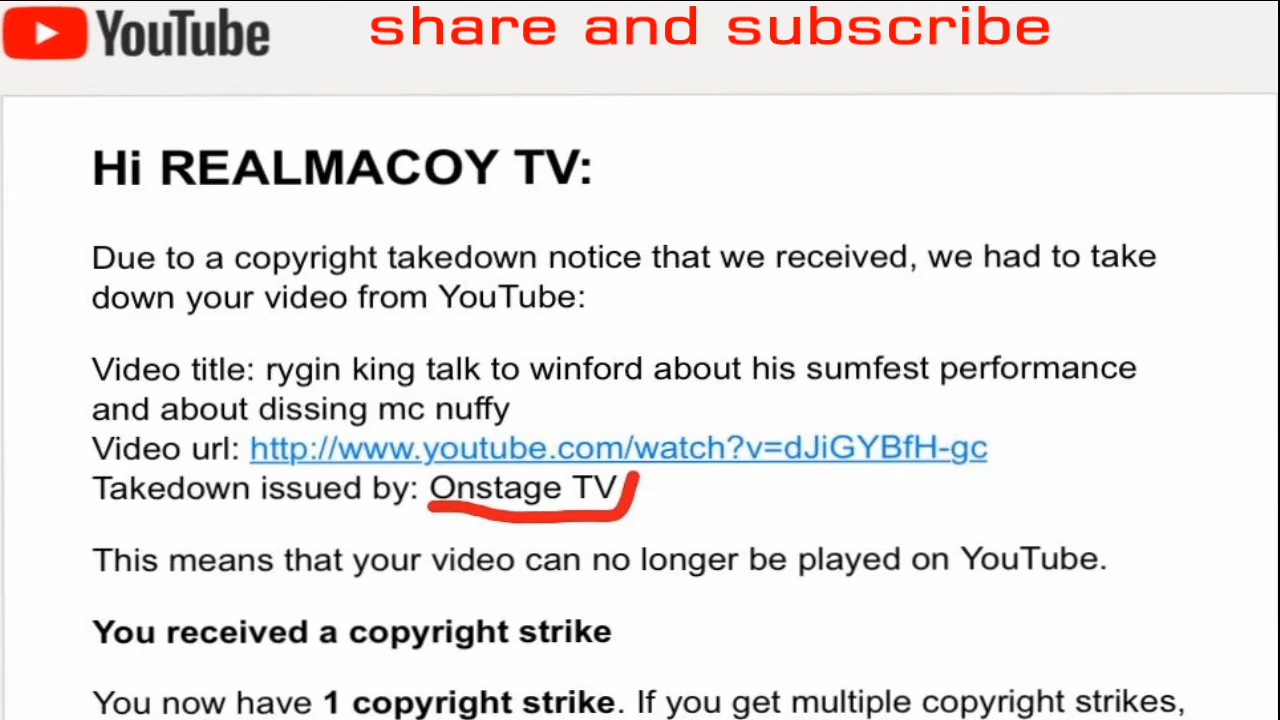 YouTube share and subscribe
Hi REALMACOY TV:
Due to a copyright takedown notice that we received, we had to take
down your video from YouTube:
Video title: rygin king talk to winford about his sumfest performance
and about dissing mc nuffy
Video url: http://www.youtube.com/watch?v=dJiGYBfH-gc
Takedown issued by: Onstage TV
This means that your video can no longer be played on YouTube.
You received a copyright strike
You now have 1 copyright strike. If you get multiple copyright strikes,